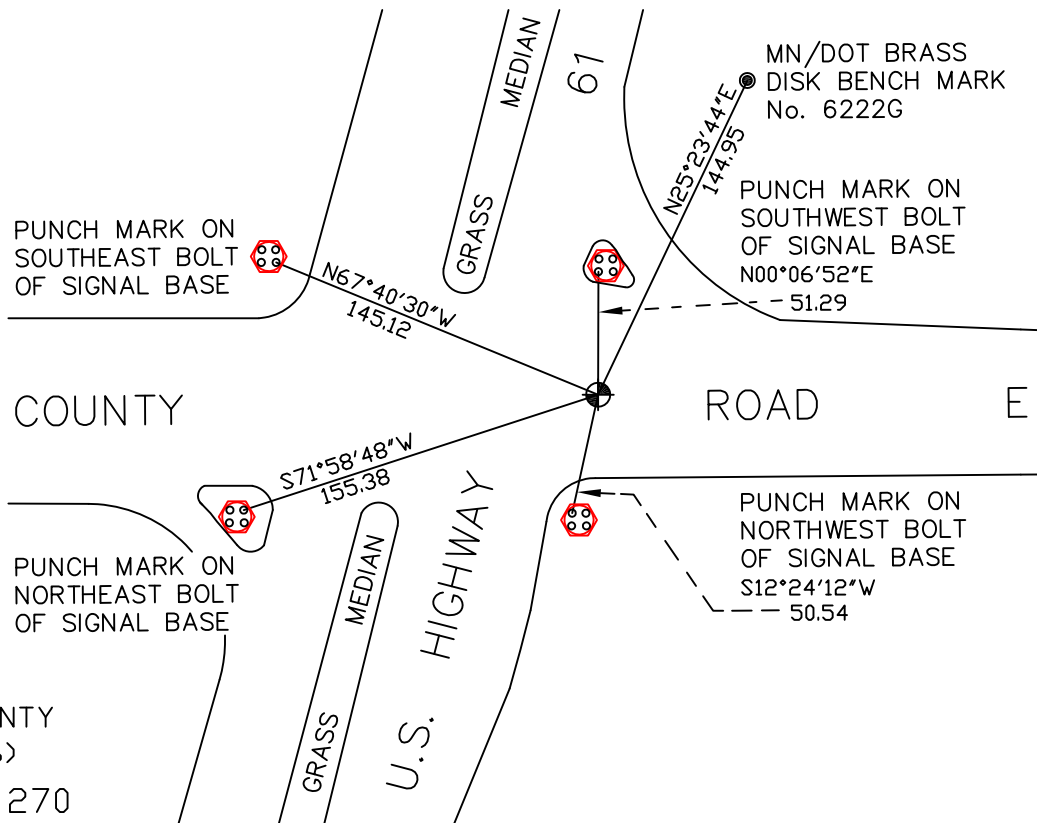 MEDIAN
GRASS
61
MN/DOT BRASS
DISK BENCH MARK
No. 6222G
N25°23'44"E
144.95
PUNCH MARK ON
SOUTHWEST BOLT
OF SIGNAL BASE
N00°06'52"E
51.29
PUNCH MARK ON
SOUTHEAST BOLT
OF SIGNAL BASE
N67°40'30"W
145.12
COUNTY
ROAD
E
S71°58'48"W
155.38
PUNCH MARK ON
NORTHWEST BOLT
OF SIGNAL BASE
S12°24'12"W
50.54
PUNCH MARK ON
NORTHEAST BOLT
OF SIGNAL BASE
MEDIAN
GRASS
U.S. HIGHWAY
NTY
270